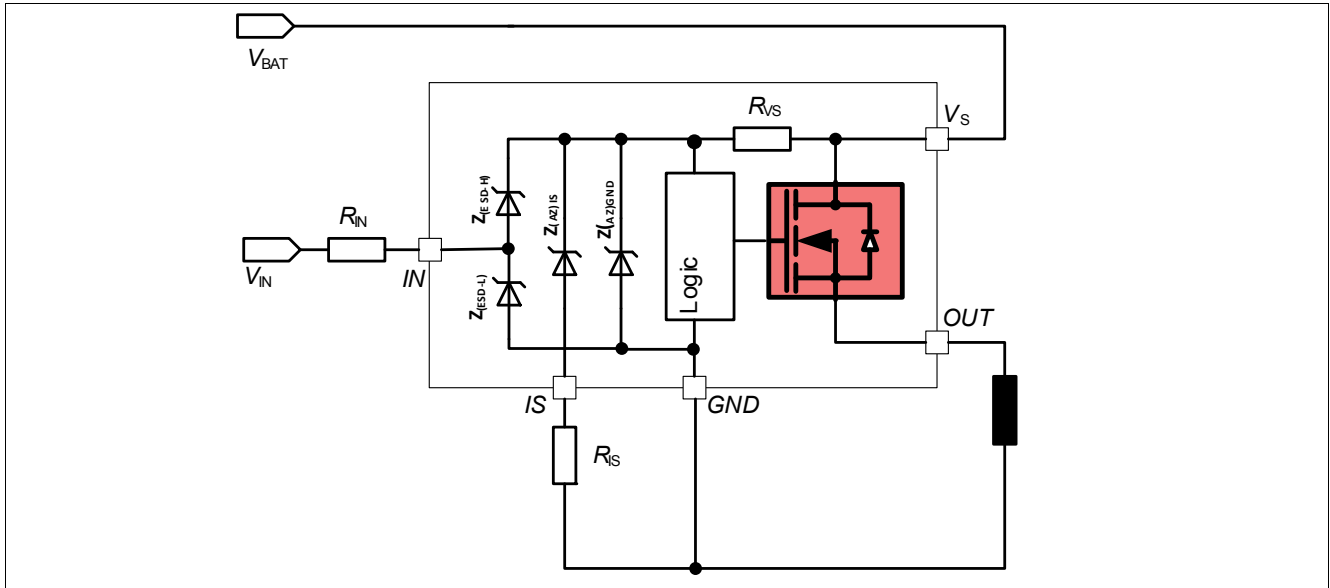 VBAT
VS
RVS
Z(ESD-H)
Z(AZ)IS
Z(AZ)GND
RIN
VIN
IN
Z(ESD-L)
Logic
OUT
IS
GND
RIS